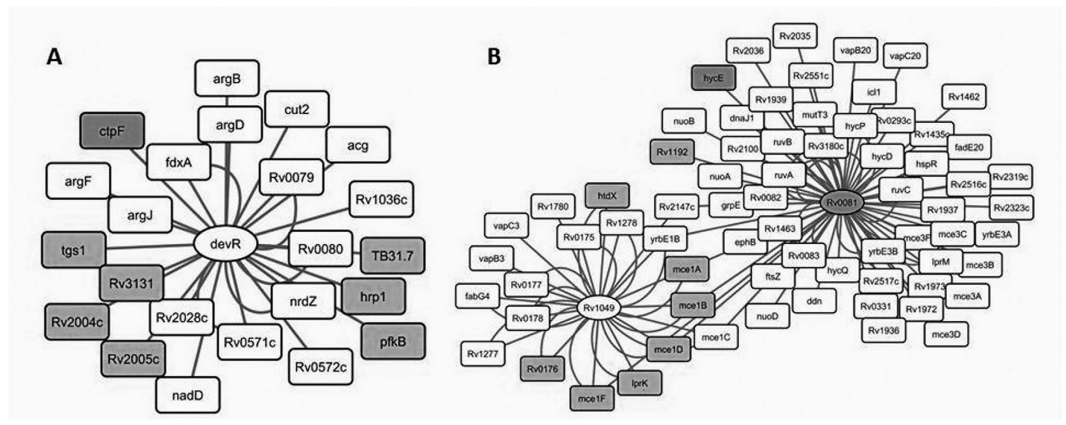 A
argB
argD
cut2
ctpF
acg
fdxA
Rv0079
argF
Rv1036c
argJ
devR
Rv0080
tgs1
TB31.7
Rv3131
hrp1
nrdZ
Rv2004c
Rv2028c
Rv0571c
pfkB
Rv2005c
Rv0572c
nadD
B
Rv2035
Rv2036
vapB20
vapC20
hycE
Rv2551c
icl1
Rv1939
Rv1462
nuoB
dnaJ1
mutT3
hycP
Rv0293c
Rv1435c
Rv1192
Rv2100
ruvB
Rv3180c
hycD
hspR
fadE20
nuoA
ruvA
Rv2516c
Rv2319c
htdX
Rv0082
ruvC
Rv1780
Rv2147c
grpE
Rv0081
Rv1937
Rv2323c
vapC3
Rv0175
Rv1278
yrbE1B
ephB
Rv1463
mce3F
mce3C
yrbE3A
vapB3
mce1A
Rv0083
yrbE3B
lprM
mce3B
Rv0177
ftsZ
hycQ
Rv2517c
Rv1973
mce3A
fabG4
Rv0178
Rv1049
mce1B
ddn
Rv0331
Rv1972
nuoD
Rv1936
mce3D
Rv1277
mce1D
mce1C
Rv0176
lprK
mce1F